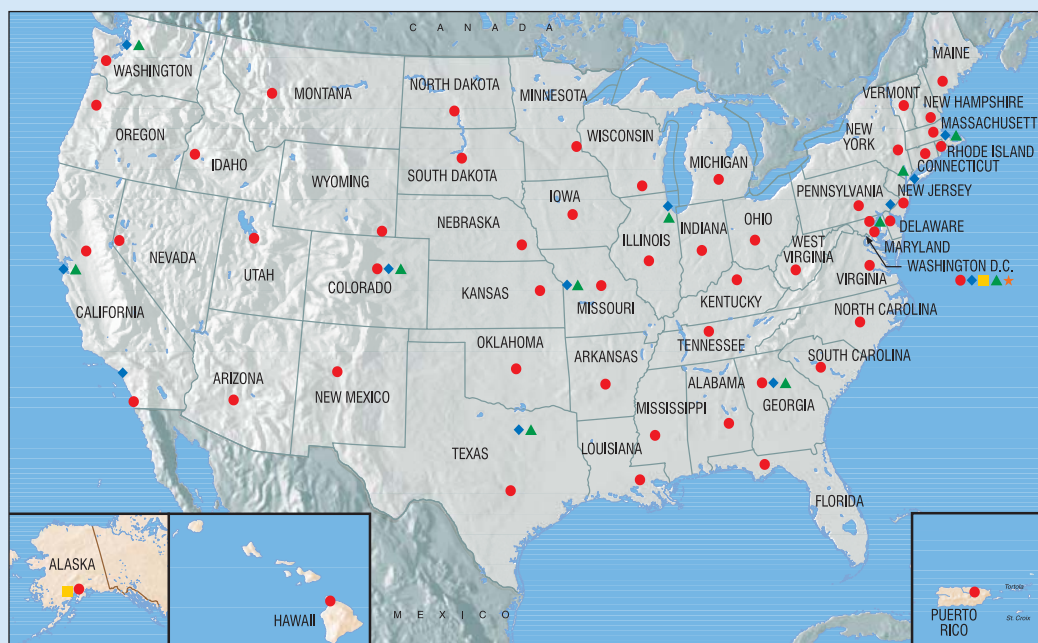 C A N A D A
MAINE
WASHINGTON
MONTANA
NORTH DAKOTA
MINNESOTA
VERMONT
NEW HAMPSHIRE
MASSACHUSETT
OREGON
WISCONSIN
NEW
YORK
RHODE ISLAND
CONNECTICUT
IDAHO
SOUTH DAKOTA
MICHIGAN
WYOMING
PENNSYLVANIA
NEW JERSEY
IOWA
NEBRASKA
OHIO
DELAWARE
NEVADA
UTAH
ILLINOIS
INDIANA
WEST
VIRGINIA
MARYLAND
WASHINGTON D.C.
COLORADO
KANSAS
MISSOURI
KENTUCKY
VIRGINIA
CALIFORNIA
NORTH CAROLINA
OKLAHOMA
TENNESSEE
ARKANSAS
SOUTH CAROLINA
ARIZONA
NEW MEXICO
ALABAMA
MISSISSIPPI
GEORGIA
TEXAS
LOUISIANA
FLORIDA
ALASKA
HAWAII
M E X I C O
Tortola
PUERTO
RICO
St. Croix